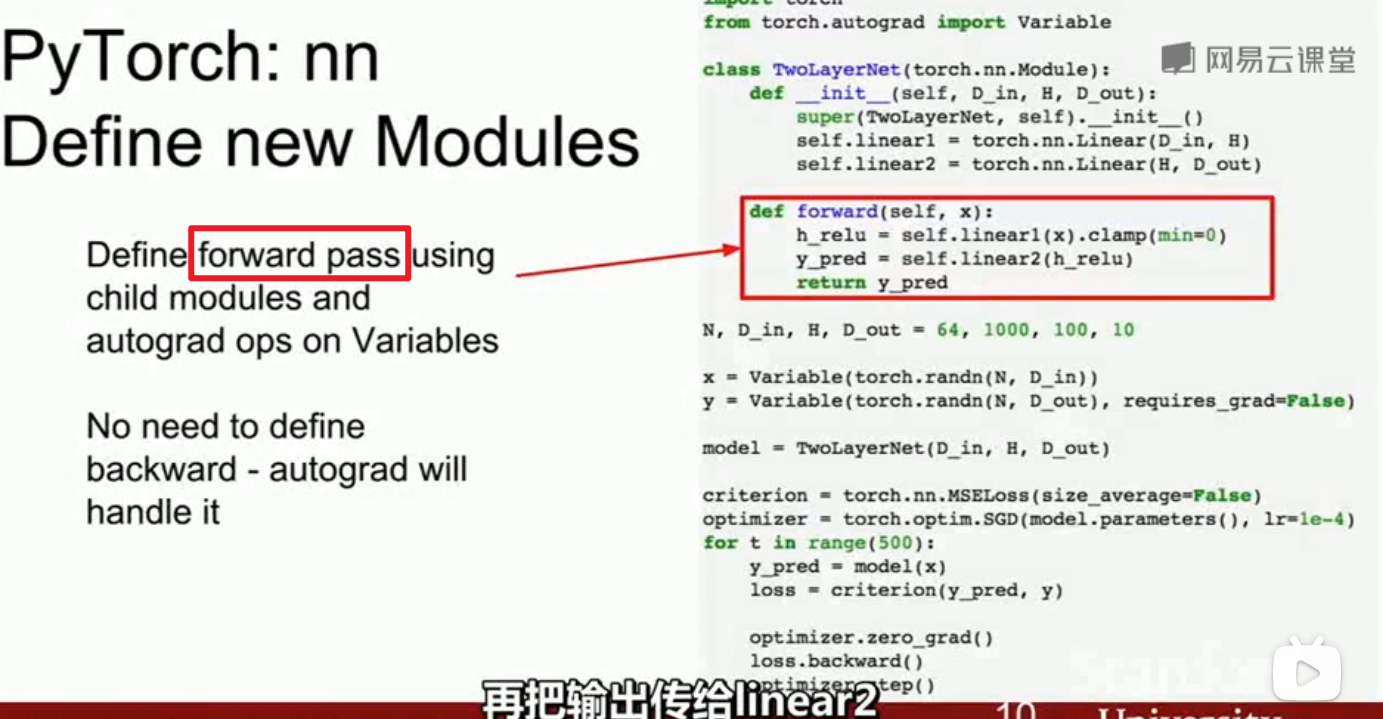 PyTorch: nn
Define new Modules
Define forward pass using
child modules and
autograd ops on Variables
No need to define
backward - autograd will
handle it
import torch
from torch.autograd import Variable
class TwoLayerNet(torch.nn.Module):
def __init__(self, D_in, H, D_out):
super(TwoLayerNet, self).__init__()
self.linear1 = torch.nn.Linear(D_in, H)
self.linear2 = torch.nn.Linear(H, D_out)
def forward(self, x):
h_relu = self.linear1(x).clamp(min=0)
y_pred = self.linear2(h_relu)
return y_pred
N, D_in, H, D_out = 64, 1000, 100, 10
x = Variable(torch.randn(N, D_in))
y = Variable(torch.randn(N, D_out), requires_grad=False)
model = TwoLayerNet(D_in, H, D_out)
criterion = torch.nn.MSELoss(size_average=False)
optimizer = torch.optim.SGD(model.parameters(), lr=1e-4)
for t in range(500):
y_pred = model(x)
loss = criterion(y_pred, y)
optimizer.zero_grad()
loss.backward()
optimizer.step()
网易云课堂
再把输出传给linear2
10
University